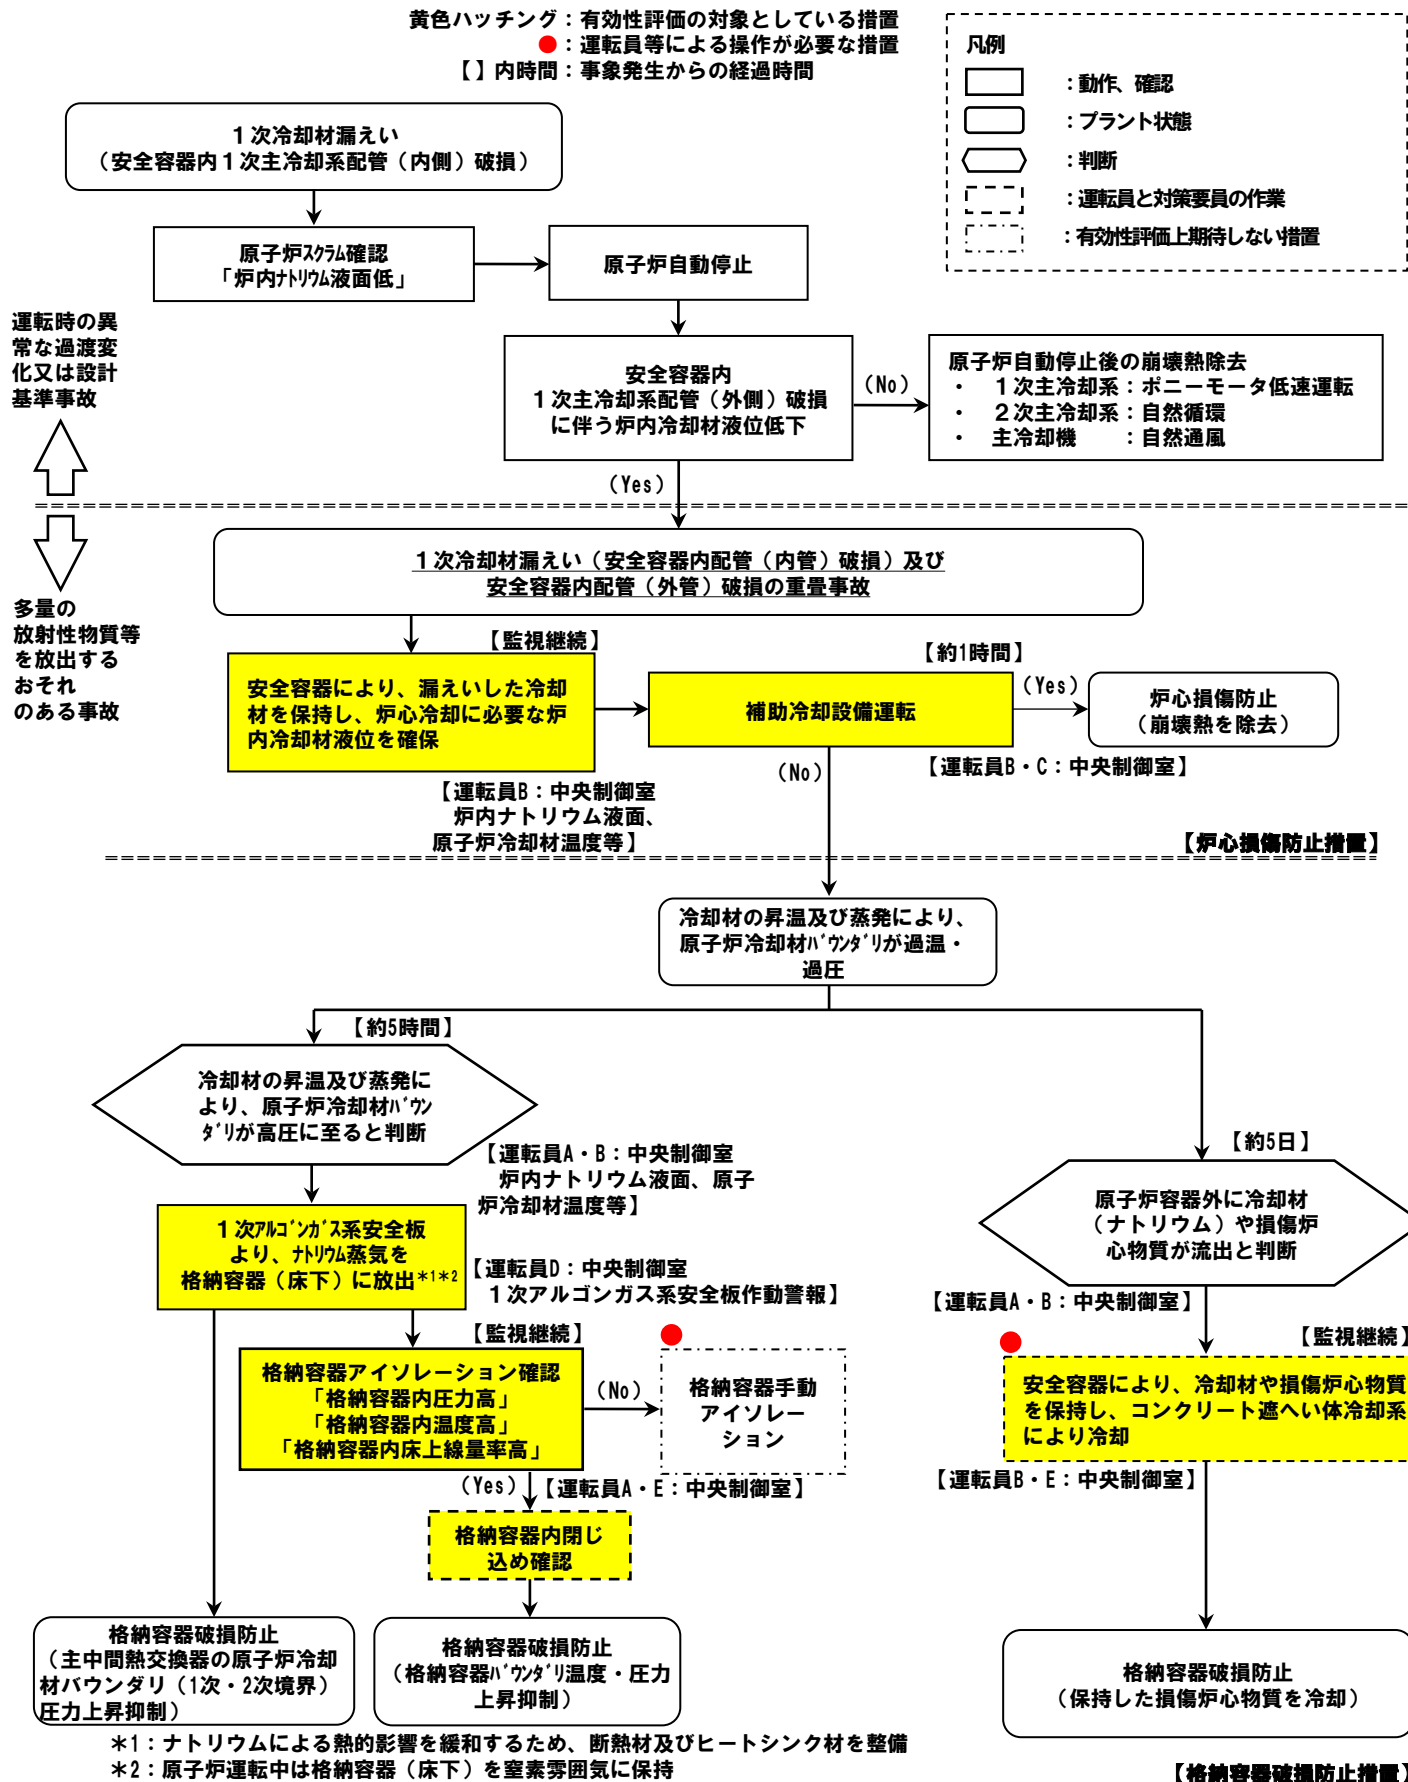 黄色ハッチング：有効性評価の対象としている措置
●：運転員等による操作が必要な措置
【】内時間：事象発生からの経過時間
凡例
：動作、確認
：プラント状態
：判断
：運転員と対策要員の作業
：有効性評価上期待しない措置
１次冷却材漏えい
（安全容器内１次主冷却系配管（内側）破損）
原子炉スクラム確認
「炉内ナトリウム液面低」
原子炉自動停止
運転時の異
常な過渡変
化又は設計
基準事故
安全容器内
１次主冷却系配管（外側）破損
に伴う炉内冷却材液位低下
（No）
原子炉自動停止後の崩壊熱除去
・　１次主冷却系：ポニーモータ低速運転
・　２次主冷却系：自然循環
・　主冷却機　　：自然通風
（Yes）
多量の
放射性物質等
を放出する
おそれ
のある事故
１次冷却材漏えい（安全容器内配管（内管）破損）及び
安全容器内配管（外管）破損の重畳事故
【監視継続】
安全容器により、漏えいした冷却
材を保持し、炉心冷却に必要な炉
内冷却材液位を確保
【運転員B：中央制御室
炉内ナトリウム液面、
原子炉冷却材温度等】
【約1時間】
補助冷却設備運転
（Yes）
炉心損傷防止
（崩壊熱を除去）
（No）
【運転員B・C：中央制御室】
【炉心損傷防止措置】
冷却材の昇温及び蒸発により、
原子炉冷却材ﾊﾞｳﾝﾀﾞﾘが過温・
過圧
【約5時間】
冷却材の昇温及び蒸発に
より、原子炉冷却材ﾊﾞｳﾝ
ﾀﾞﾘが高圧に至ると判断
【運転員A・B：中央制御室
炉内ナトリウム液面、原子
炉冷却材温度等】
１次ｱﾙｺﾞﾝｶﾞｽ系安全板
より、ﾅﾄﾘｳﾑ蒸気を
格納容器（床下）に放出*1*2
【運転員D：中央制御室
１次アルゴンガス系安全板作動警報】
【監視継続】
格納容器アイソレーション確認
「格納容器内圧力高」
「格納容器内温度高」
「格納容器内床上線量率高」
（No）
格納容器手動
アイソレー
ション
（Yes）
【運転員A・E：中央制御室】
格納容器内閉じ
込め確認
【約5日】
原子炉容器外に冷却材
（ナトリウム）や損傷炉
心物質が流出と判断
【運転員A・B：中央制御室】
【監視継続】
安全容器により、冷却材や損傷炉心物質
を保持し、コンクリート遮へい体冷却系
により冷却
【運転員B・E：中央制御室】
格納容器破損防止
（主中間熱交換器の原子炉冷却
材バウンダリ（1次・2次境界）
圧力上昇抑制）
格納容器破損防止
（格納容器ﾊﾞｳﾝﾀﾞﾘ温度・圧力
上昇抑制）
格納容器破損防止
（保持した損傷炉心物質を冷却）
＊1：ナトリウムによる熱的影響を緩和するため、断熱材及びヒートシンク材を整備
＊2：原子炉運転中は格納容器（床下）を窒素雰囲気に保持
【格納容器破損防止措置】